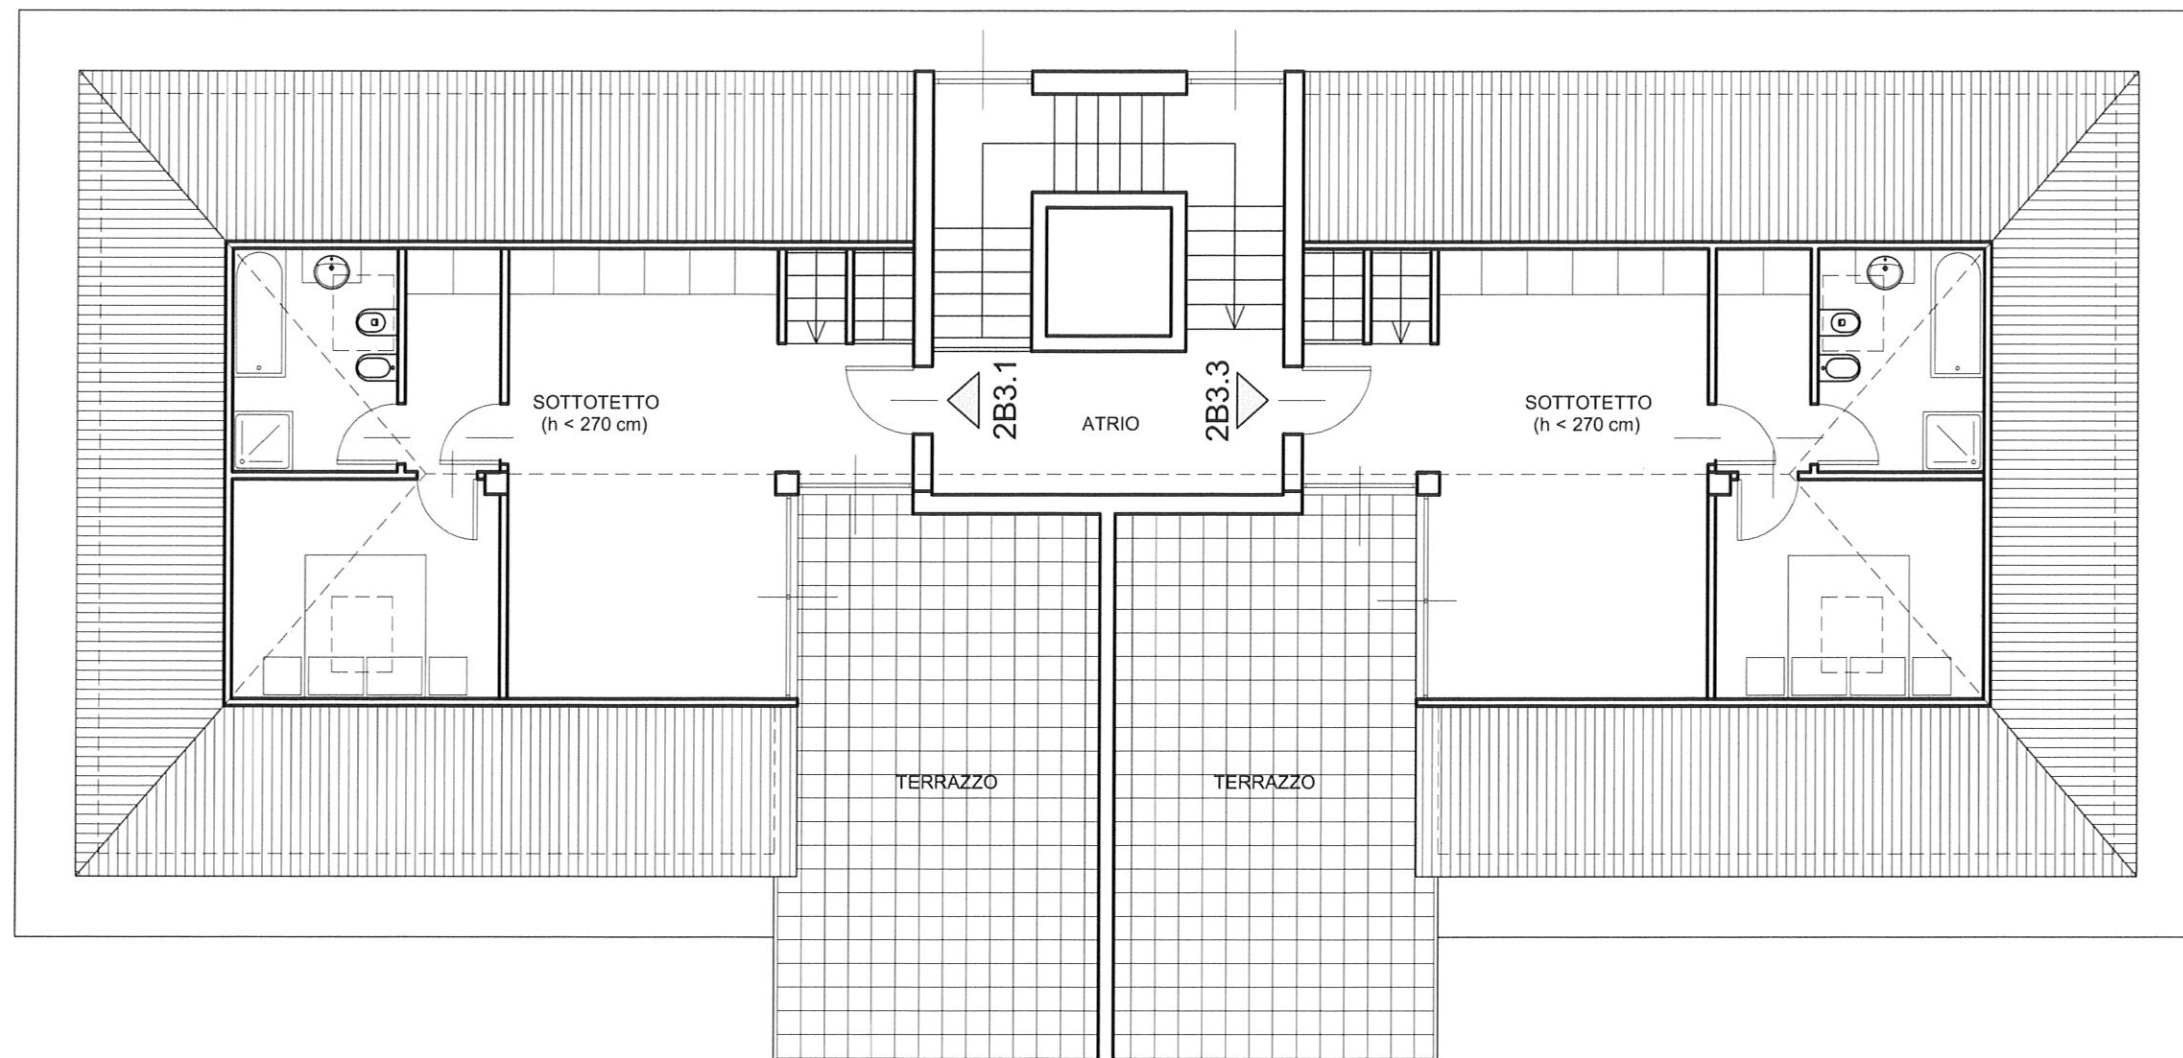 SOTTOTETTO
(h < 270 cm)
2B3.1
ATRIO
2B3.3
SOTTOTETTO
(h < 270 cm)
TERRAZZO
TERRAZZO